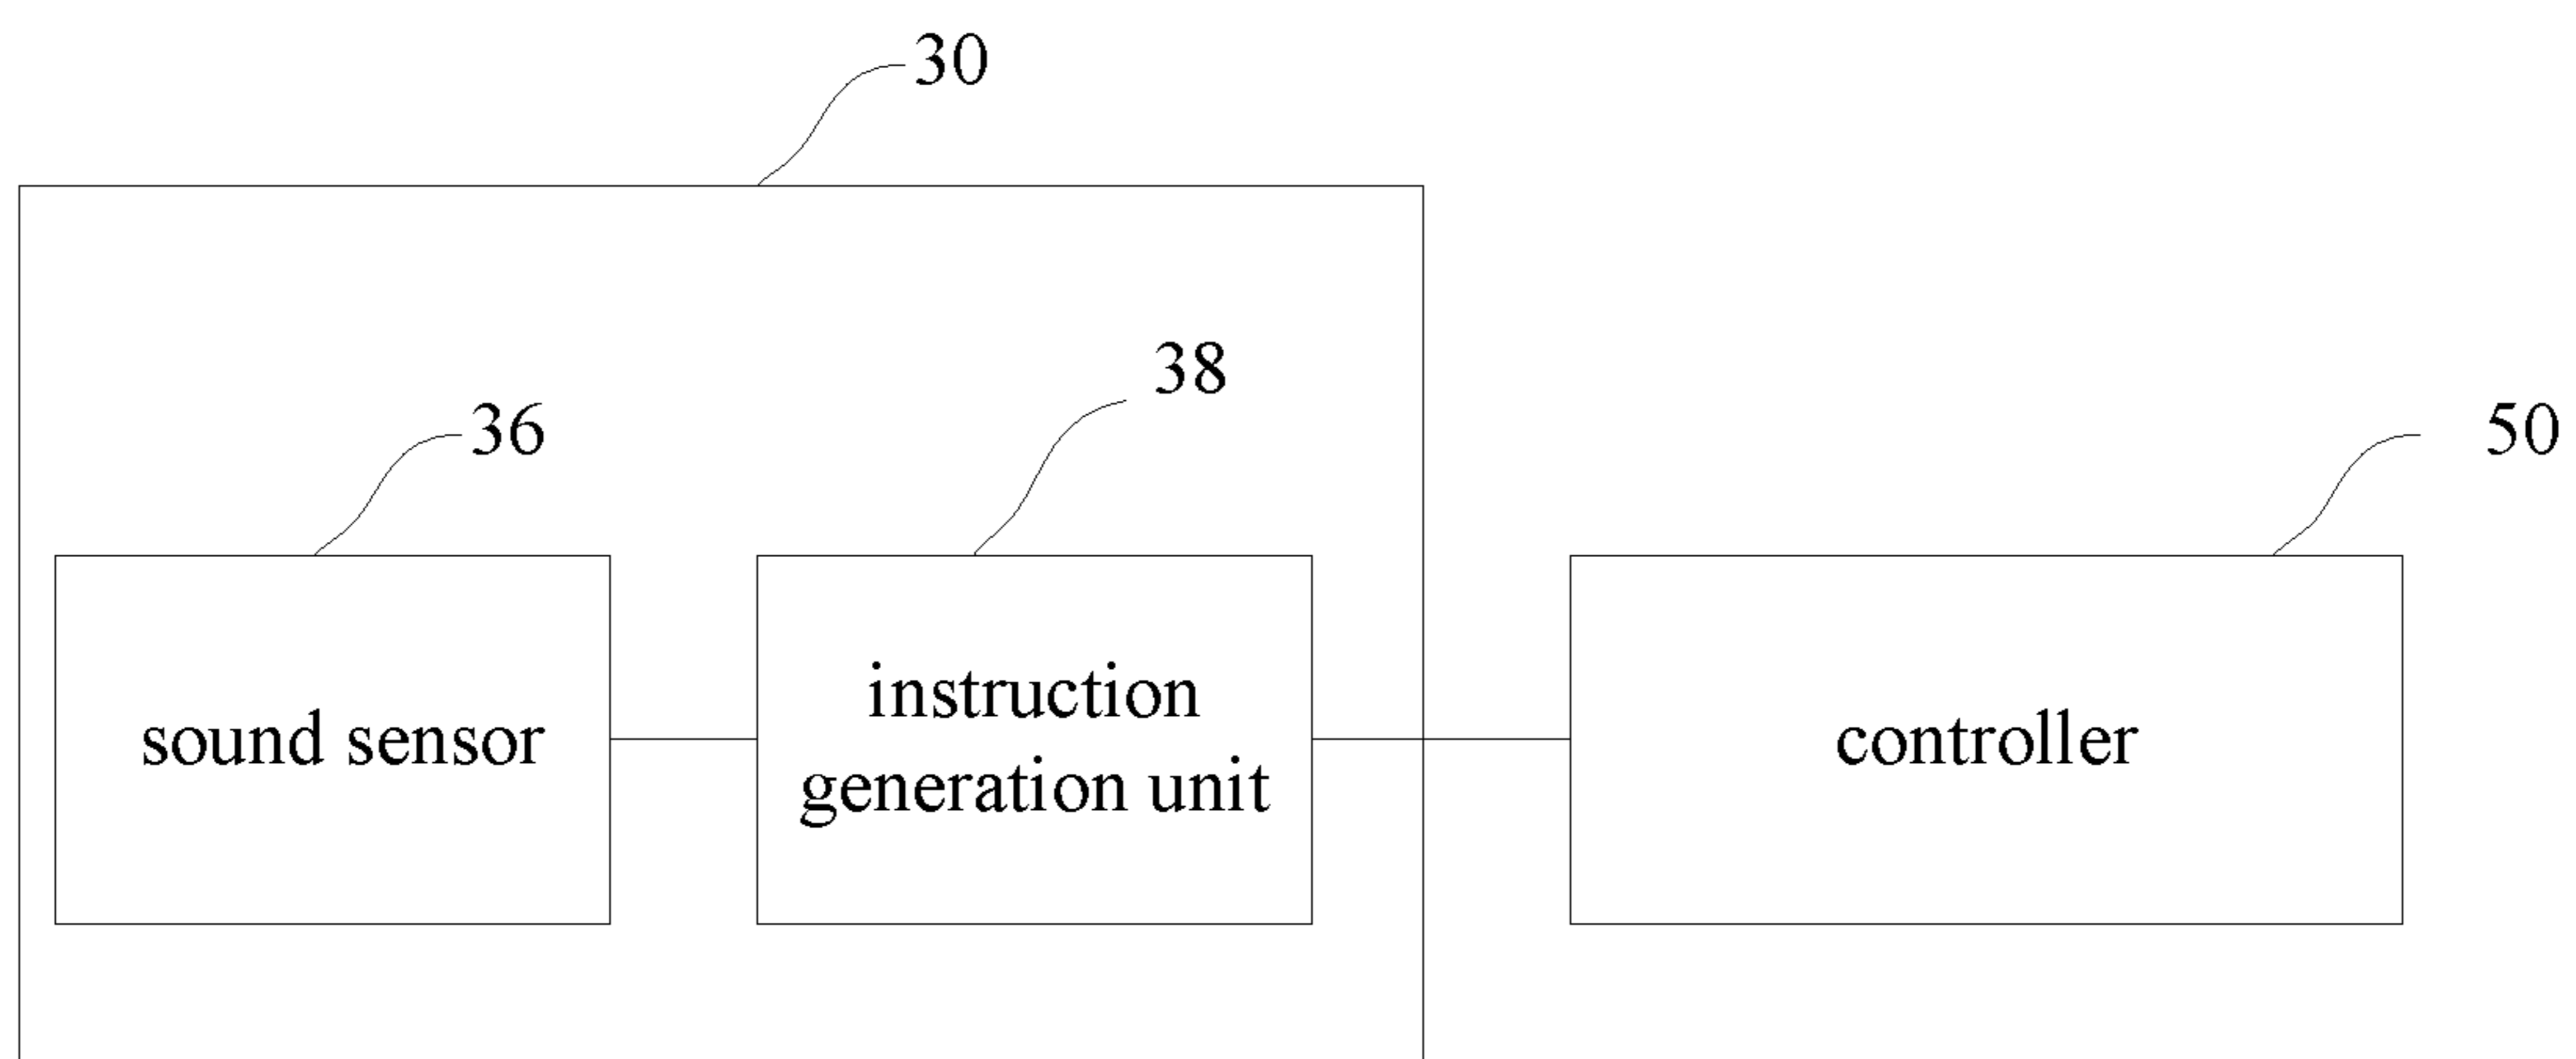 30
38
36
50
sound sensor
instruction
generation unit
controller